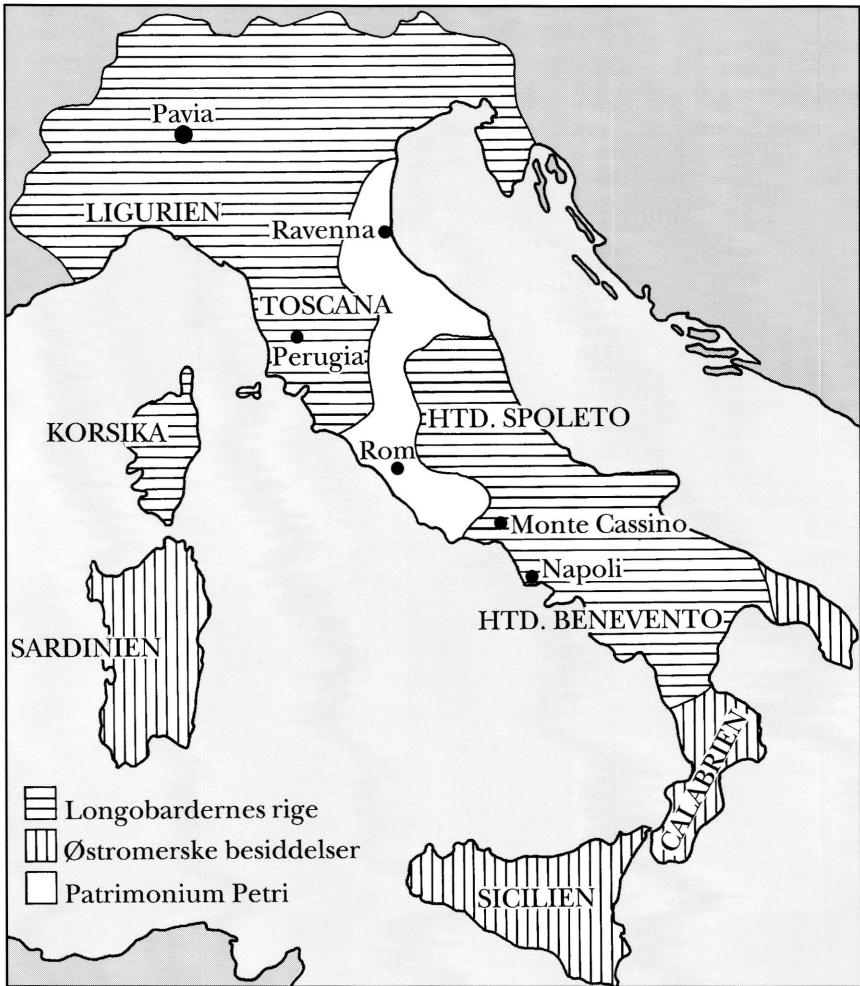 Pavia
LIGURIEN
Ravenna
TOSCANA
Perugia
KORSIKA
HTD. SPOLETO
Rom
Monte Cassino
Napoli
HTD. BENEVENTO
SARDINIEN
CALABRIEN
SICILIEN
Longobardernes rige
Østromerske besiddelser
Patrimonium Petri